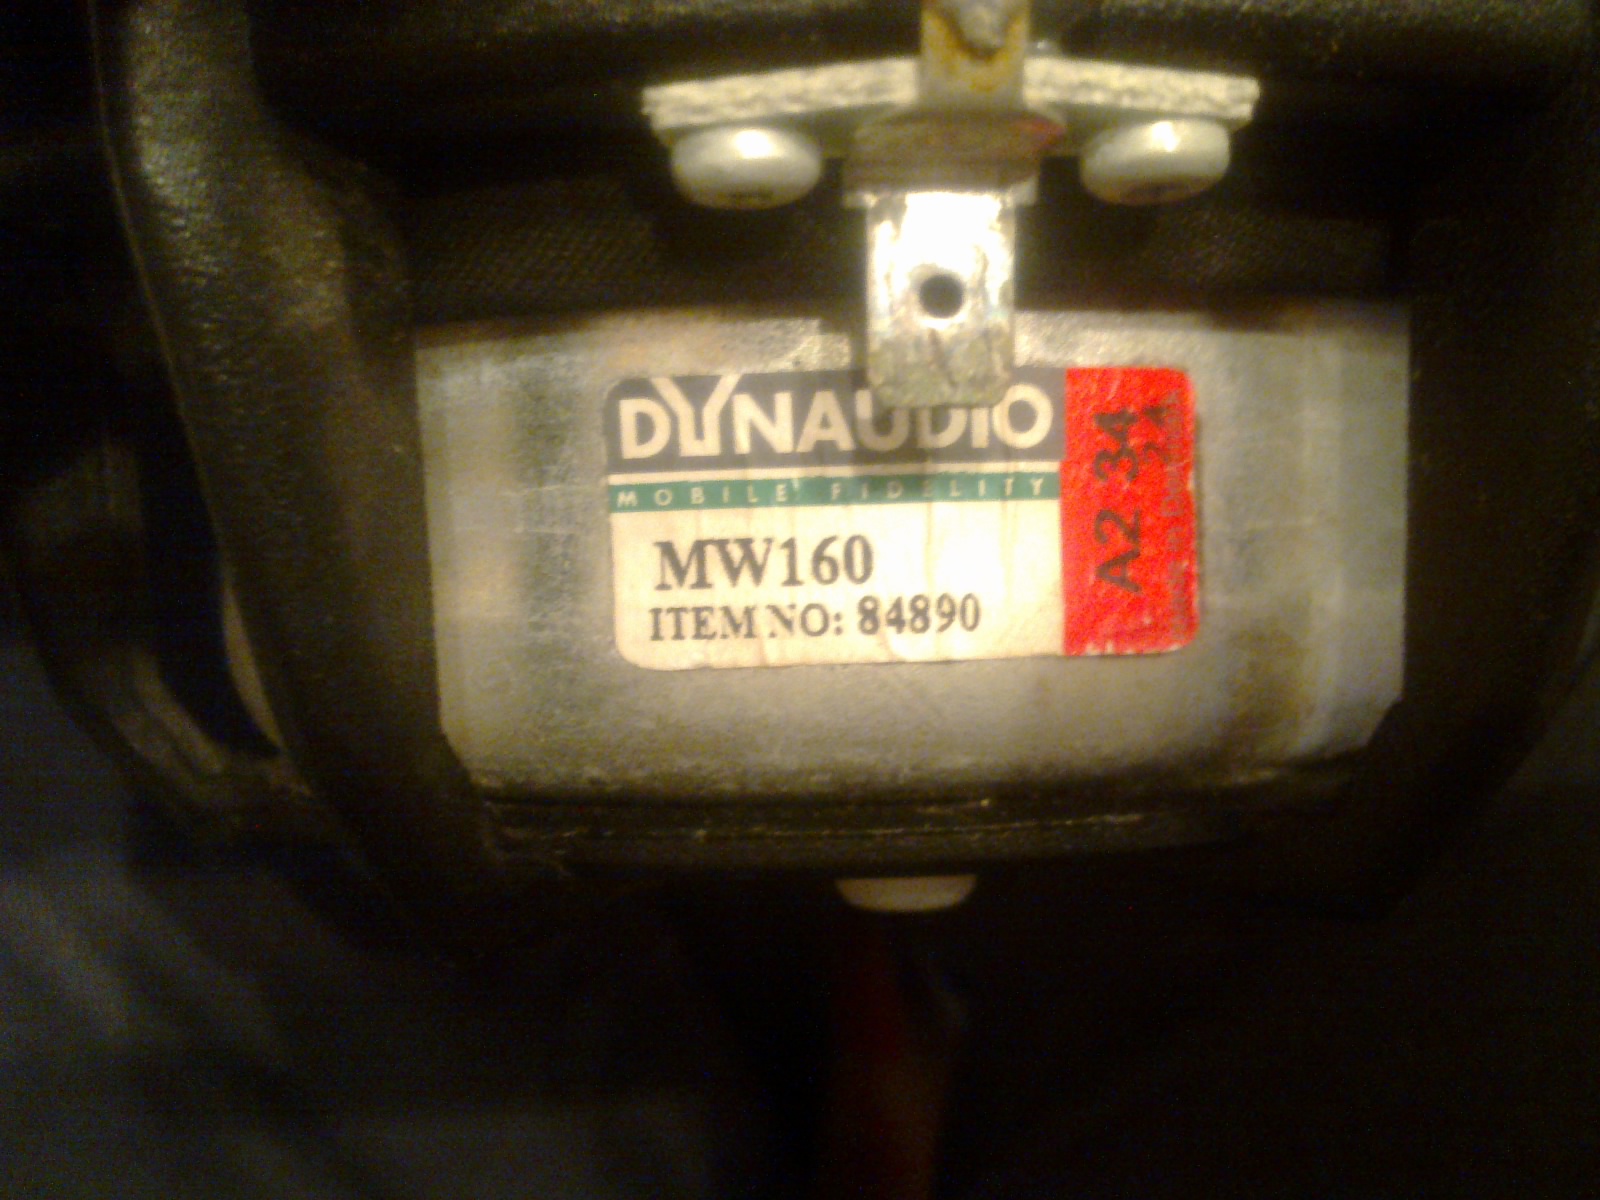 DYNAUDIO
MOBILE FIDELITY
MW160
ITEM NO: 84890
A2 34